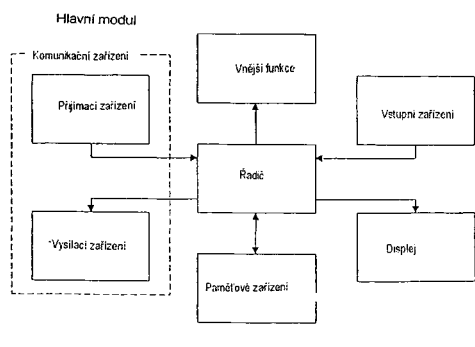 Hlavní modul
Komunikační zařízení
Vnější funkce
Přijímací zařízení
Vstupní zařízení
Řadič
Vysílací zařízení
Displej
Paměťové zařízení